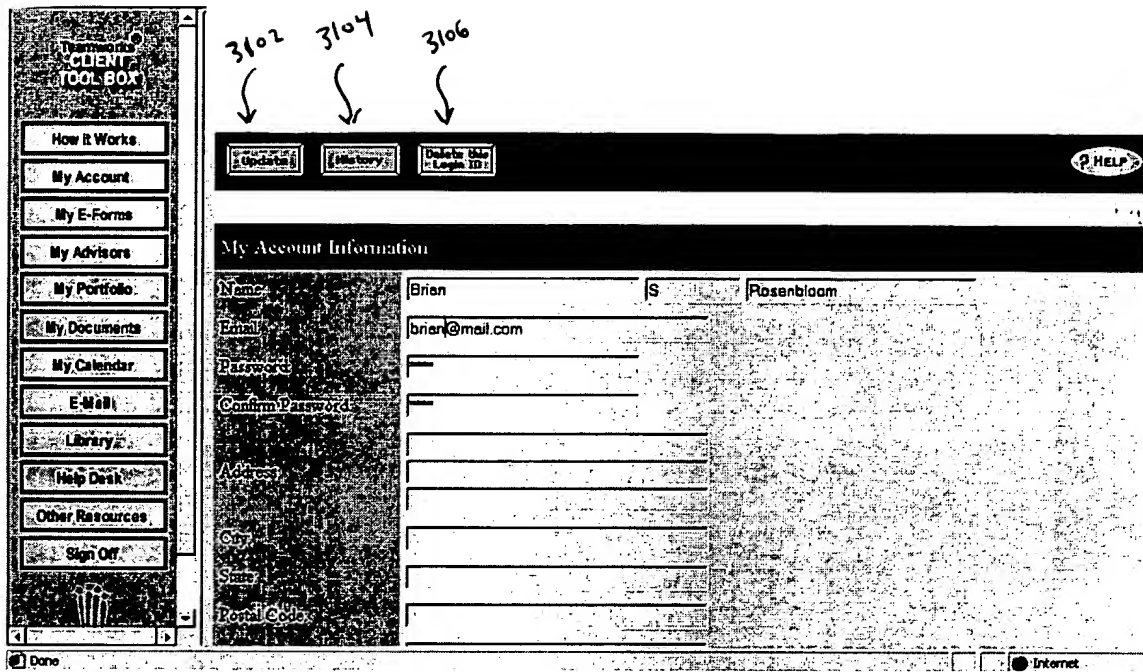 Teamworks®
CLIENT
TOOL BOX
How It Works
My Account
My E-Forms
My Advisors
My Portfolio
My Documents
My Calendar
E-Mail
Library
Help Desk
Other Resources
Sign Off
3102 3104 3106
Update History Delete this Login ID
? HELP
My Account Information
Name: Brian S Rosenbloom
Email: brian@mail.com
Password:
Confirm Password:
Address:
City:
State:
Postal Code:
Done
Internet